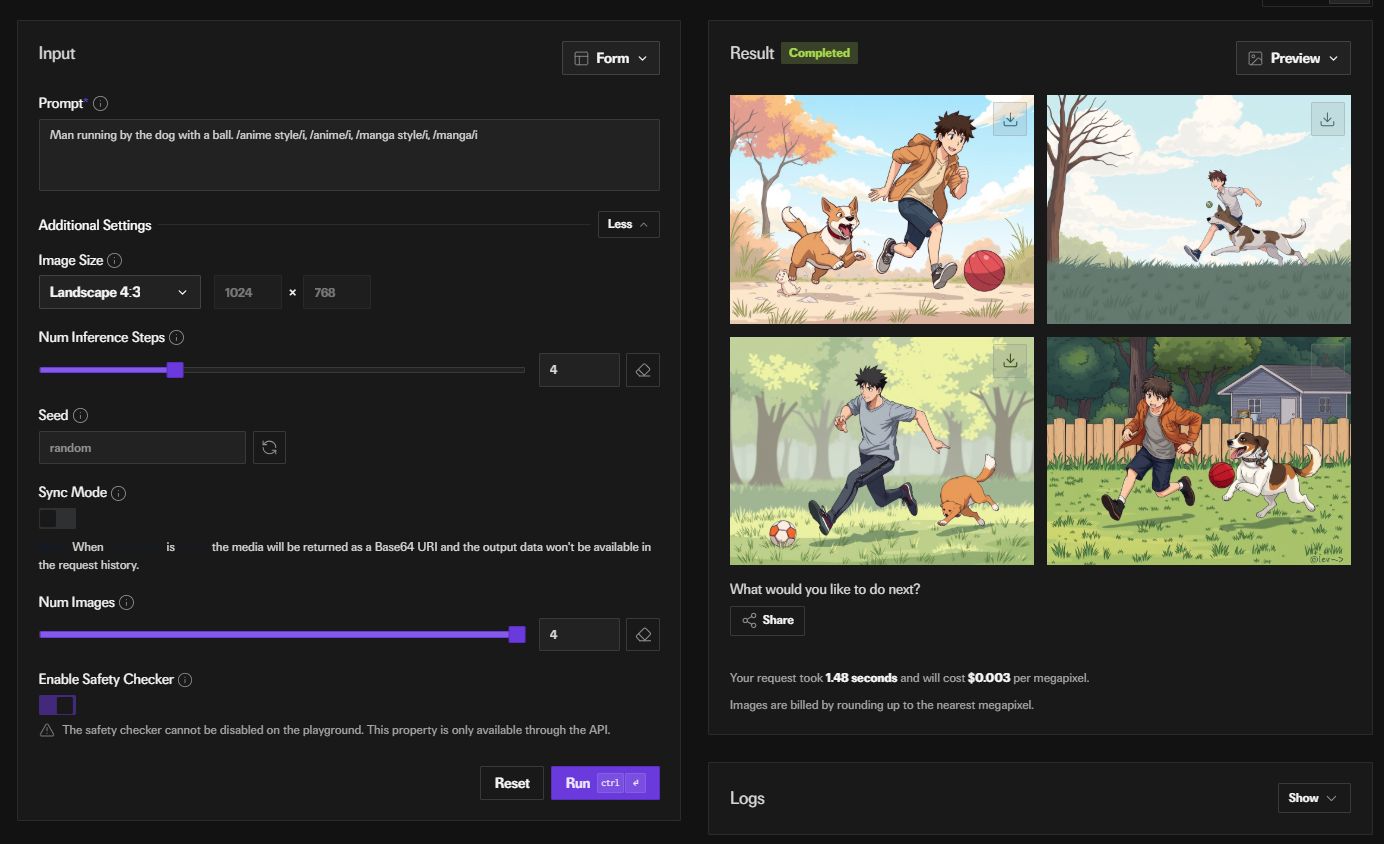 Input
Form
Prompt*
Man running by the dog with a ball. /anime style/i, /anime/i, /manga style/i, /manga/i
Additional Settings
Less
Image Size
Landscape 4:3
1024 × 768
Num Inference Steps
4
Seed
random
Sync Mode
When is the media will be returned as a Base64 URI and the output data won't be available in
the request history.
Num Images
4
Enable Safety Checker
The safety checker cannot be disabled on the playground. This property is only available through the API.
Reset
Run ctrl ↵
Result Completed
Preview
What would you like to do next?
Share
Your request took 1.48 seconds and will cost $0.003 per megapixel.
Images are billed by rounding up to the nearest megapixel.
Logs
Show